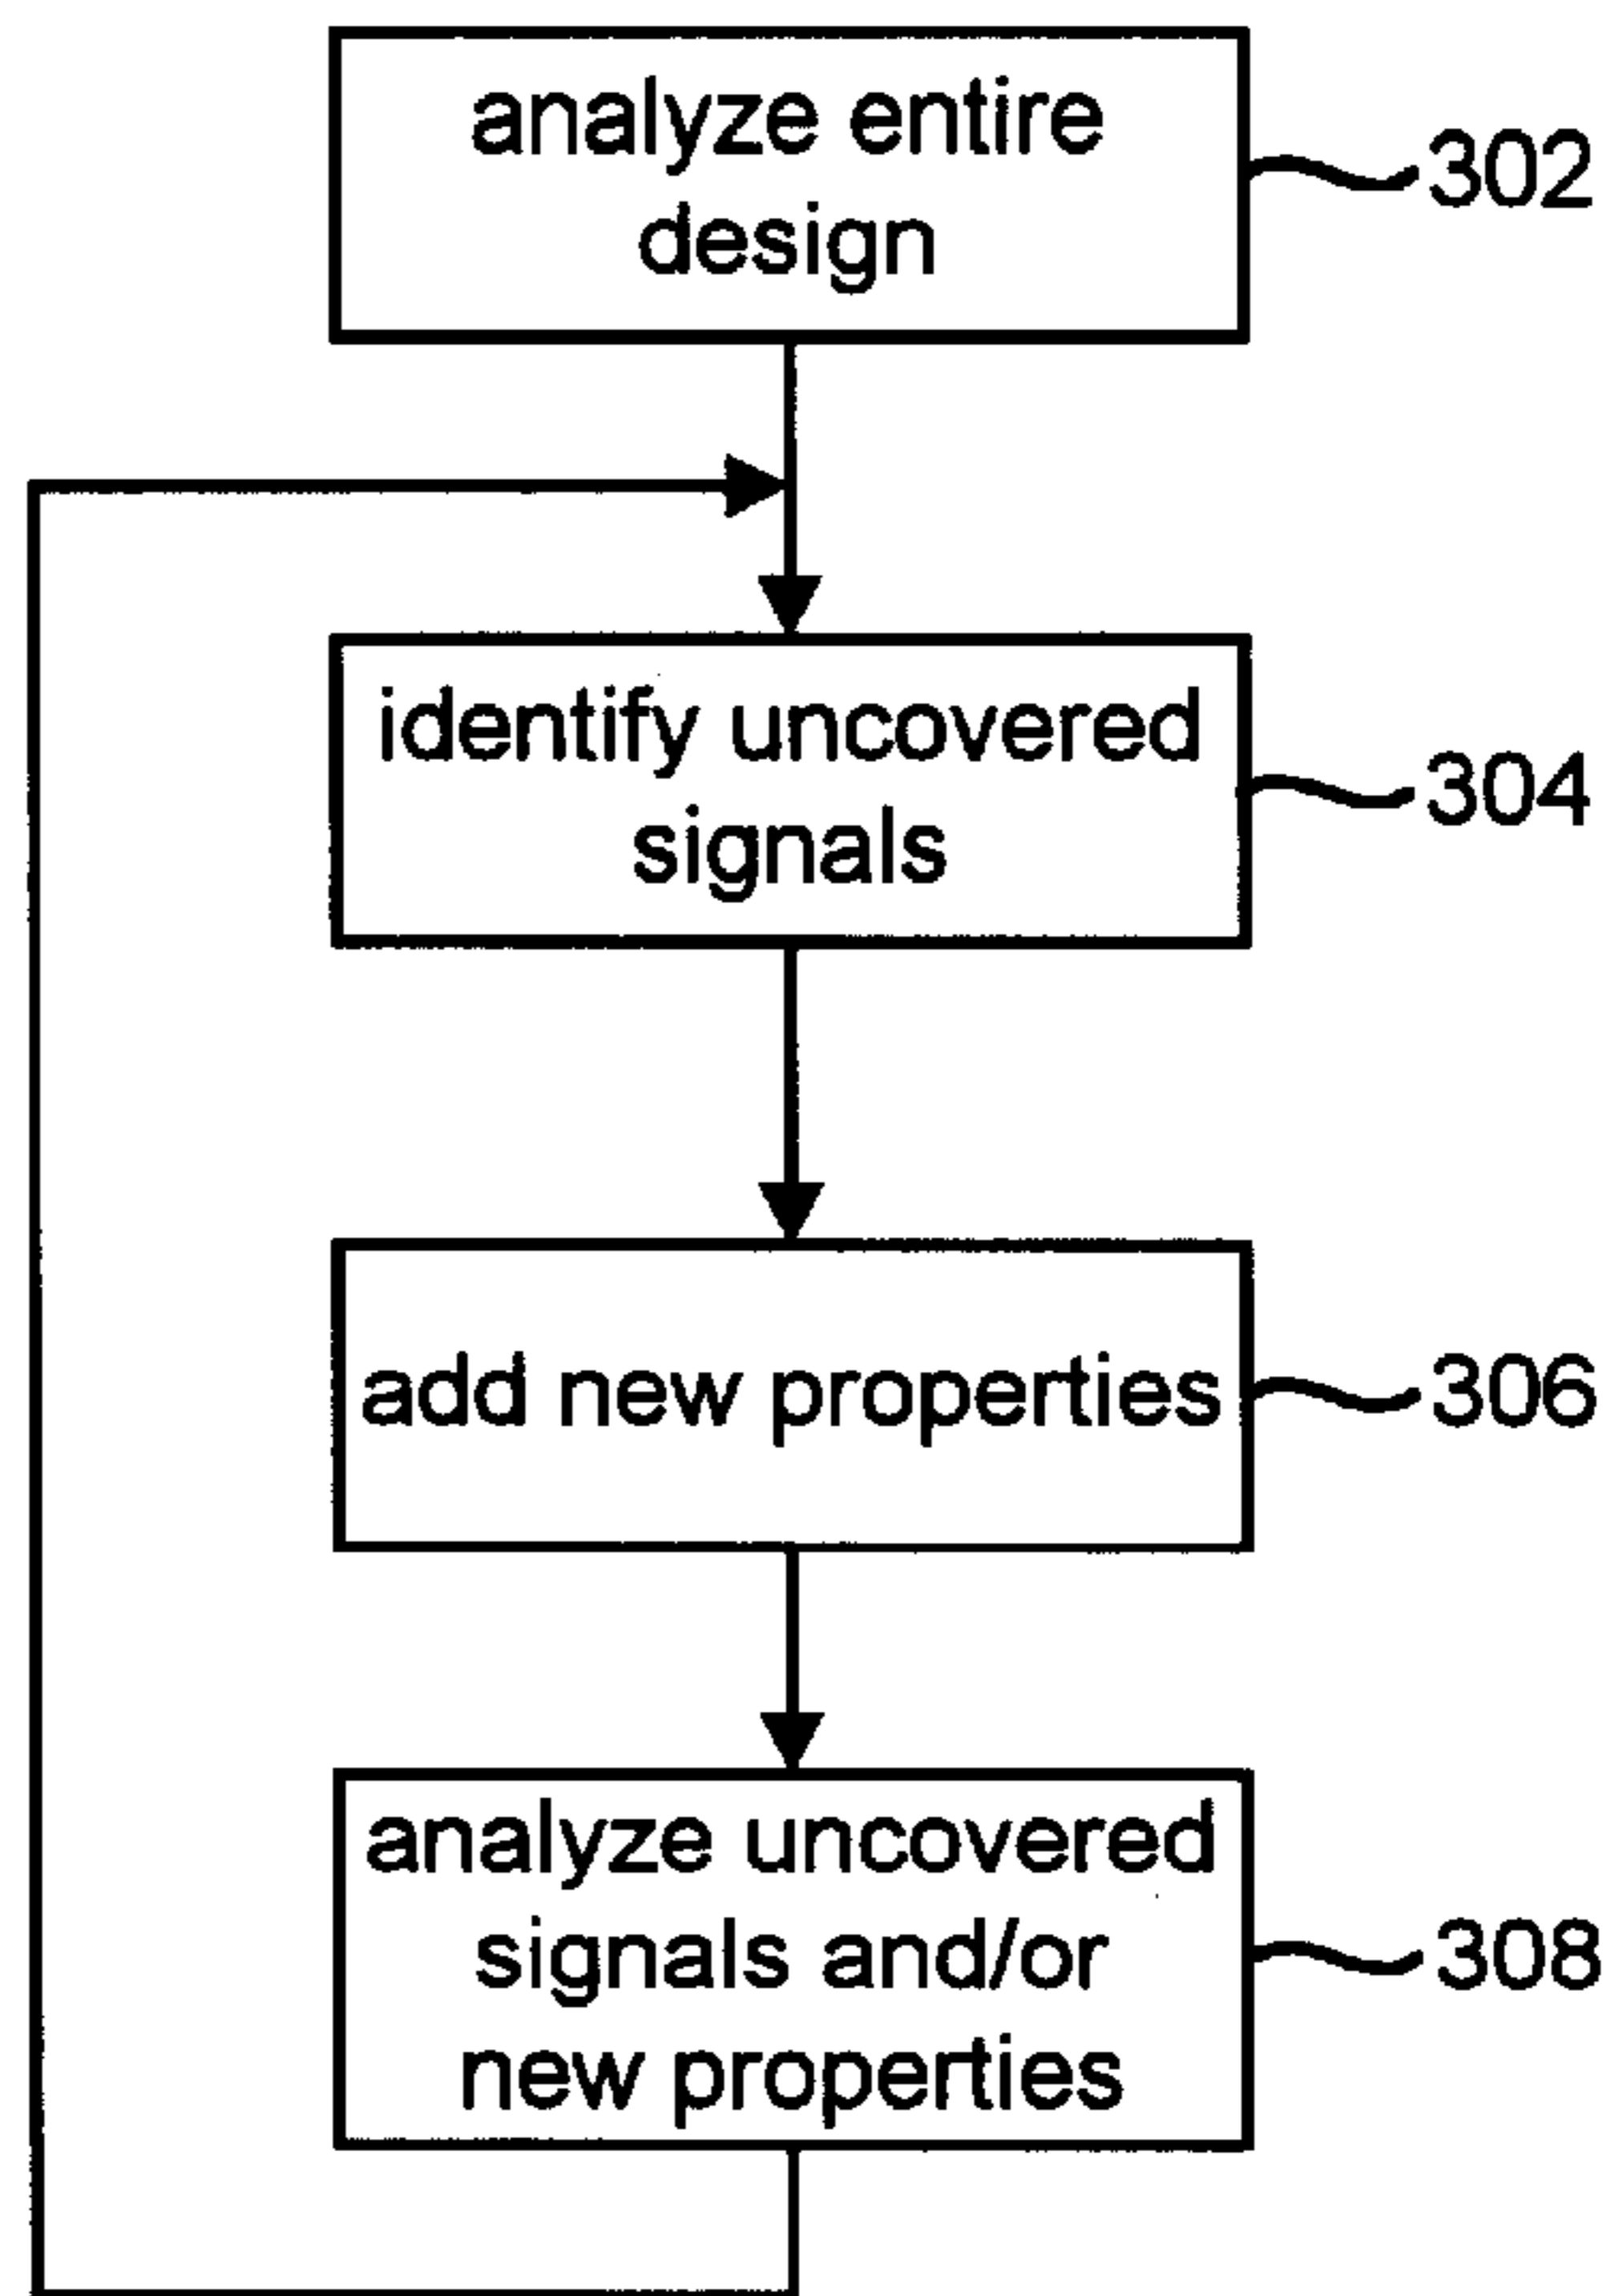 analyze entire
design
302
identify uncovered
signals
304
add new properties
306
analyze uncovered
signals and/or
new properties
308